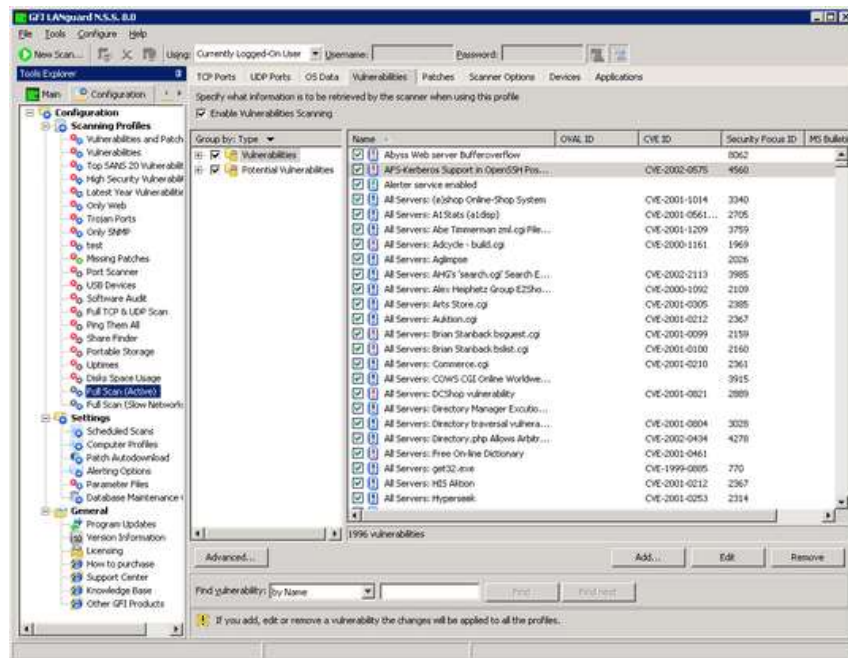 GFI LANguard N.S.S. 8.0
File Tools Configure Help
New Scan... Using: Currently Logged-On User Username: Password:
Tools Explorer
Main Configuration
Configuration
Scanning Profiles
Vulnerabilities and Patch
Vulnerabilities
Top SANS 20 Vulnerabilit
High Security Vulnerabilit
Latest Year Vulnerabilitie
Only Web
Trojan Ports
Only SNMP
test
Missing Patches
Port Scanner
USB Devices
Software Audit
Full TCP & UDP Scan
Ping Them All
Share Finder
Portable Storage
Uptimes
Disks Space Usage
Full Scan (Active)
Full Scan (Slow Networks
Settings
Scheduled Scans
Computer Profiles
Patch Autodownload
Alerting Options
Parameter Files
Database Maintenance
General
Program Updates
Version Information
Licensing
How to purchase
Support Center
Knowledge Base
Other GFI Products
TCP Ports UDP Ports OS Data Vulnerabilities Patches Scanner Options Devices Applications
Specify what information is to be retrieved by the scanner when using this profile
Enable Vulnerabilities Scanning
Group by: Type
Vulnerabilities
Potential Vulnerabilities
Name OVAL ID CVE ID Security Focus ID MS Bulleti
Abyss Web server Bufferoverflow 8062
AFS-Kerberos Support in OpenSSH Pos... CVE-2002-0575 4560
Alerter service enabled
All Servers: (a)shop Online-Shop System CVE-2001-1014 3340
All Servers: A1Stats (a1disp) CVE-2001-0561... 2705
All Servers: Abe Timmerman zml.cgi File... CVE-2001-1209 3759
All Servers: Adcycle - build.cgi CVE-2000-1161 1969
All Servers: Aglimpse 2026
All Servers: AHG's 'search.cgi' Search E... CVE-2002-2113 3985
All Servers: Alex Heiphetz Group EZSho... CVE-2000-1092 2109
All Servers: Arts Store.cgi CVE-2001-0305 2385
All Servers: Auktion.cgi CVE-2001-0212 2367
All Servers: Brian Stanback bsguest.cgi CVE-2001-0099 2159
All Servers: Brian Stanback bslist.cgi CVE-2001-0100 2160
All Servers: Commerce.cgi CVE-2001-0210 2361
All Servers: COWS CGI Online Worldwe... 3915
All Servers: DCShop vulnerability CVE-2001-0821 2889
All Servers: Directory Manager Excutio...
All Servers: Directory traversal vulnera... CVE-2001-0804 3028
All Servers: Directory.php Allows Arbitr... CVE-2002-0434 4278
All Servers: Free On-line Dictionary CVE-2001-0461
All Servers: get32.exe CVE-1999-0885 770
All Servers: HIS AUktion CVE-2001-0212 2367
All Servers: Hyperseek CVE-2001-0253 2314
1996 vulnerabilities
Advanced... Add... Edit Remove
Find vulnerability: by Name Find Find next
If you add, edit or remove a vulnerability the changes will be applied to all the profiles.